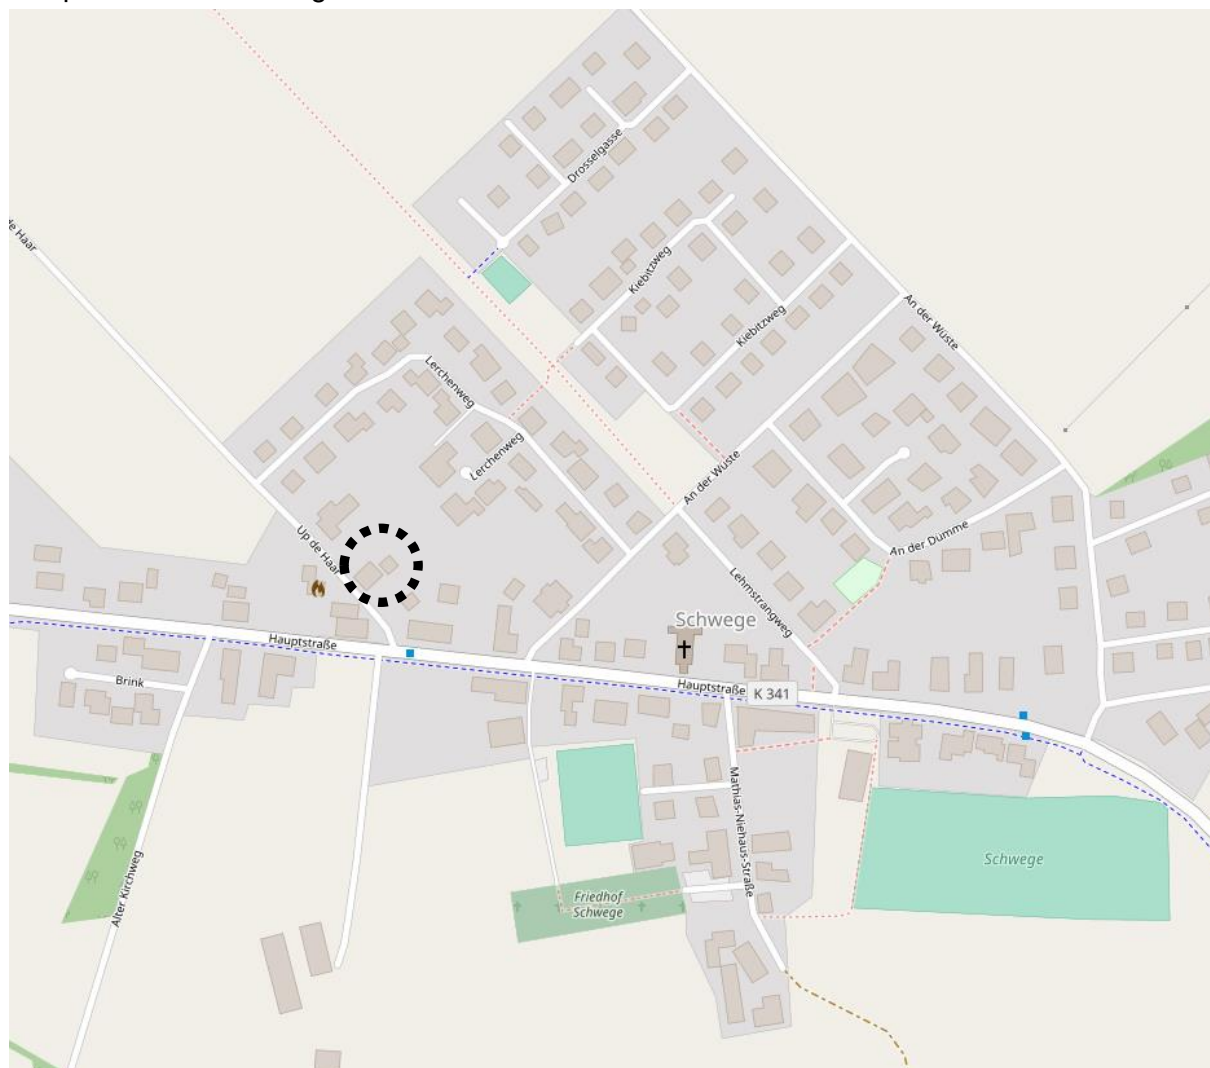 Drosselgasse
de Haar
Kiebitzweg
An der Wüste
Kiebitzweg
Lerchenweg
Lerchenweg
An der Wüste
Up de Haar
An der Dümme
Lehmstrangweg
Schwege
Hauptstraße
Hauptstraße
K 341
Brink
Mathias-Niehaus-Straße
Schwege
Alter Kirchweg
Friedhof
Schwege